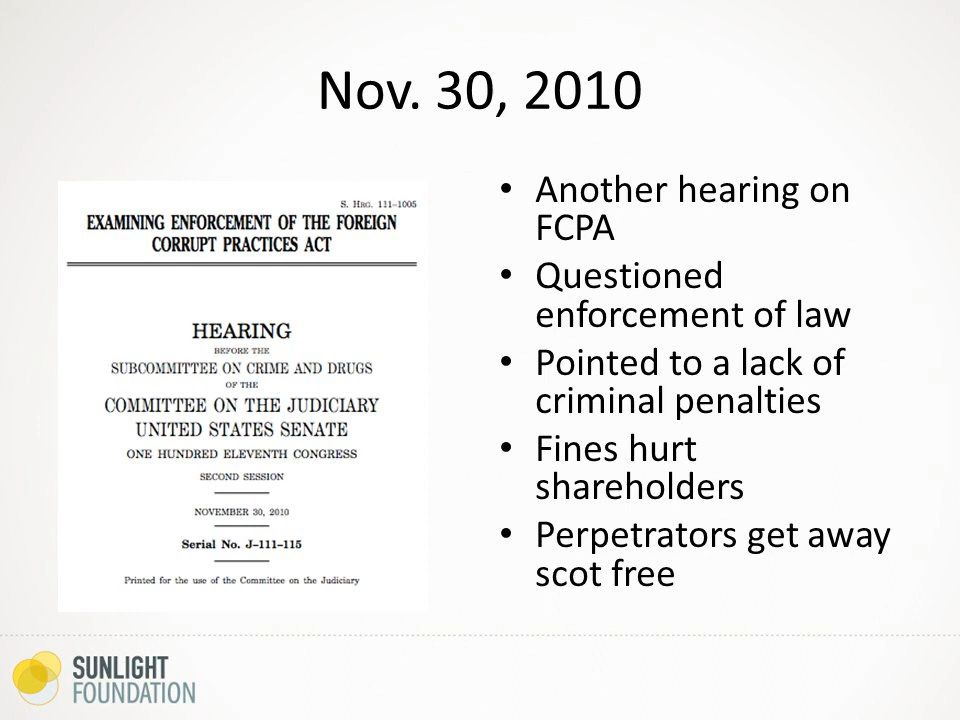 Nov. 30, 2010
S. HRG. 111–1005
EXAMINING ENFORCEMENT OF THE FOREIGN
CORRUPT PRACTICES ACT
HEARING
BEFORE THE
SUBCOMMITTEE ON CRIME AND DRUGS
OF THE
COMMITTEE ON THE JUDICIARY
UNITED STATES SENATE
ONE HUNDRED ELEVENTH CONGRESS
SECOND SESSION
NOVEMBER 30, 2010
Serial No. J–111–115
Printed for the use of the Committee on the Judiciary
• Another hearing on
FCPA
• Questioned
enforcement of law
• Pointed to a lack of
criminal penalties
• Fines hurt
shareholders
• Perpetrators get away
scot free
SUNLIGHT
FOUNDATION